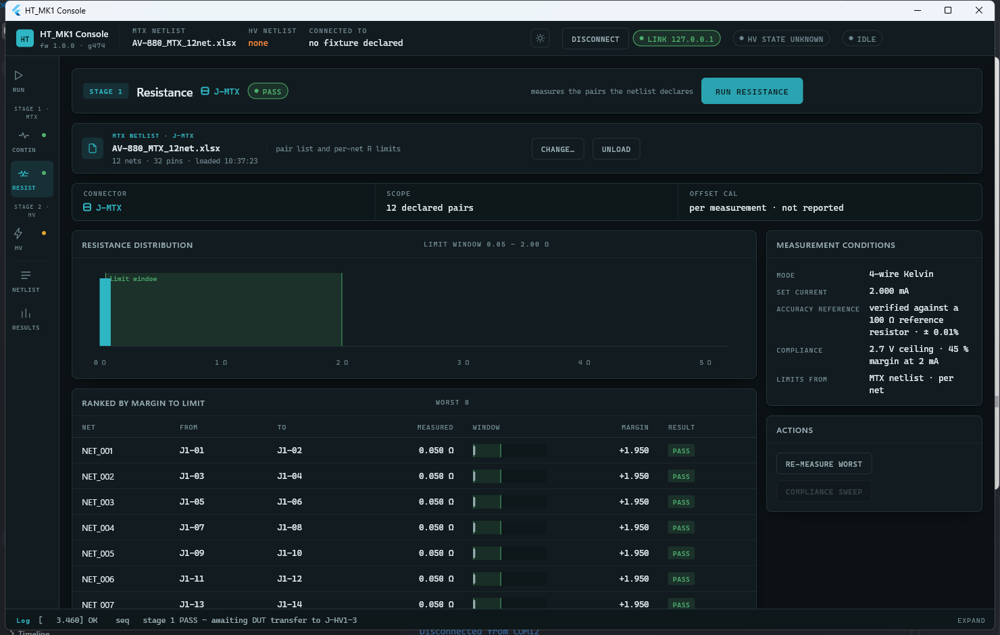 HT_MK1 Console
HT
HT_MK1 Console
fw 1.0.0 · g474
MTX NETLIST
AV-880_MTX_12net.xlsx
HV NETLIST
none
CONNECTED TO
no fixture declared
DISCONNECT
LINK 127.0.0.1
HV STATE UNKNOWN
IDLE
RUN
STAGE 1 ·
MTX
CONTIN
RESIST
STAGE 2 ·
HV
HV
NETLIST
RESULTS
STAGE 1
Resistance
J-MTX
PASS
measures the pairs the netlist declares
RUN RESISTANCE
MTX NETLIST · J-MTX
AV-880_MTX_12net.xlsx
12 nets · 32 pins · loaded 10:37:23
pair list and per-net R limits
CHANGE…
UNLOAD
CONNECTOR
J-MTX
SCOPE
12 declared pairs
OFFSET CAL
per measurement · not reported
RESISTANCE DISTRIBUTION
LIMIT WINDOW 0.05 – 2.00 Ω
limit window
0 Ω 1 Ω 2 Ω 3 Ω 4 Ω 5 Ω
RANKED BY MARGIN TO LIMIT
WORST 8
NET FROM TO MEASURED WINDOW MARGIN RESULT
NET_001 J1-01 J1-02 0.050 Ω +1.950 PASS
NET_002 J1-03 J1-04 0.050 Ω +1.950 PASS
NET_003 J1-05 J1-06 0.050 Ω +1.950 PASS
NET_004 J1-07 J1-08 0.050 Ω +1.950 PASS
NET_005 J1-09 J1-10 0.050 Ω +1.950 PASS
NET_006 J1-11 J1-12 0.050 Ω +1.950 PASS
NET_007 J1-13 J1-14 0.050 Ω +1.950 PASS
MEASUREMENT CONDITIONS
MODE 4-wire Kelvin
SET CURRENT 2.000 mA
ACCURACY REFERENCE verified against a
100 Ω reference
resistor · ± 0.01%
COMPLIANCE 2.7 V ceiling · 45 %
margin at 2 mA
LIMITS FROM MTX netlist · per
net
ACTIONS
RE-MEASURE WORST
COMPLIANCE SWEEP
Log [ 3.460] OK seq stage 1 PASS — awaiting DUT transfer to J-HV1-3
EXPAND
Timeline
Disconnected from COM12